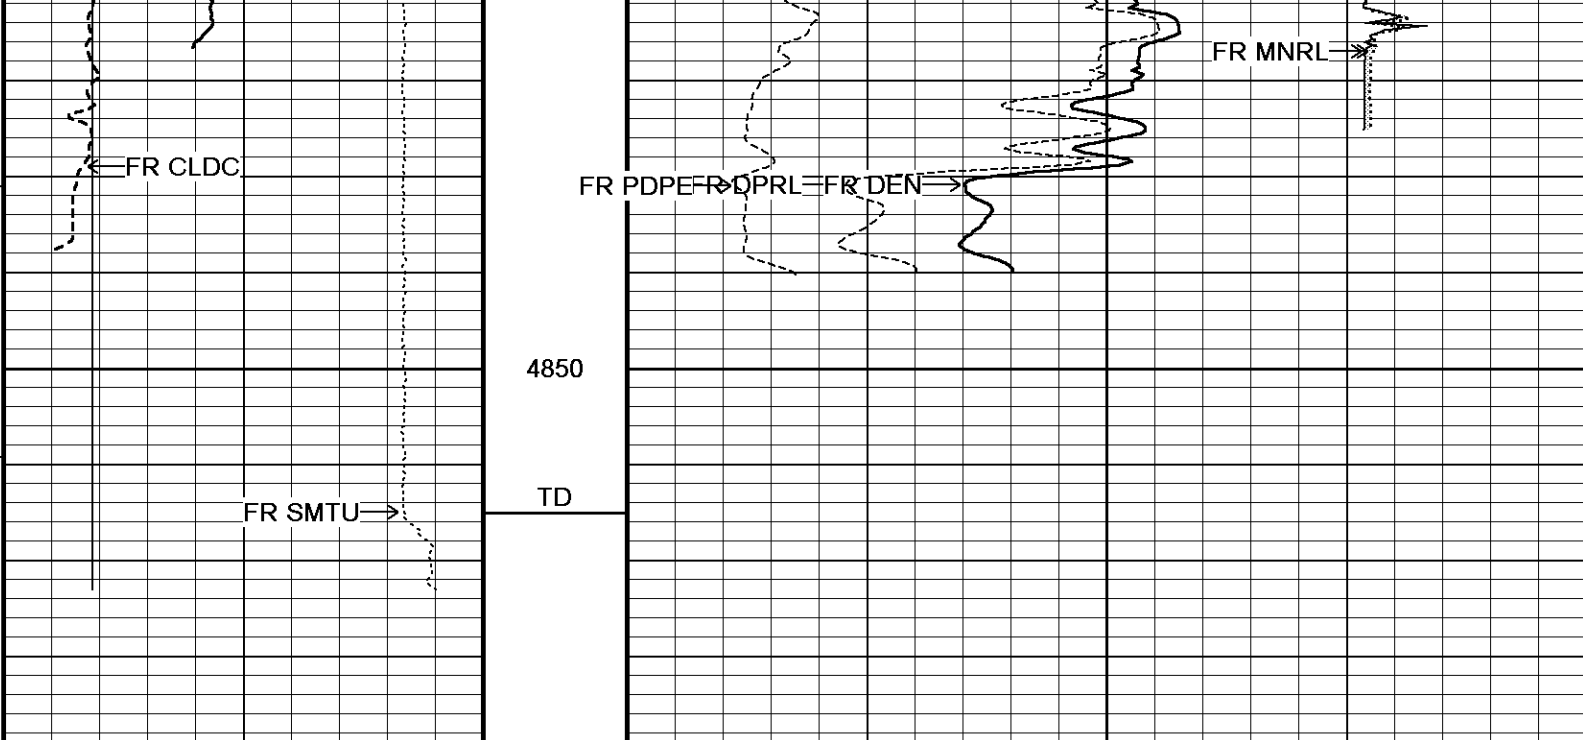 FR MNRL
FR CLDC
FR PDPE FR DPRL FR DEN
4850
TD
FR SMTU